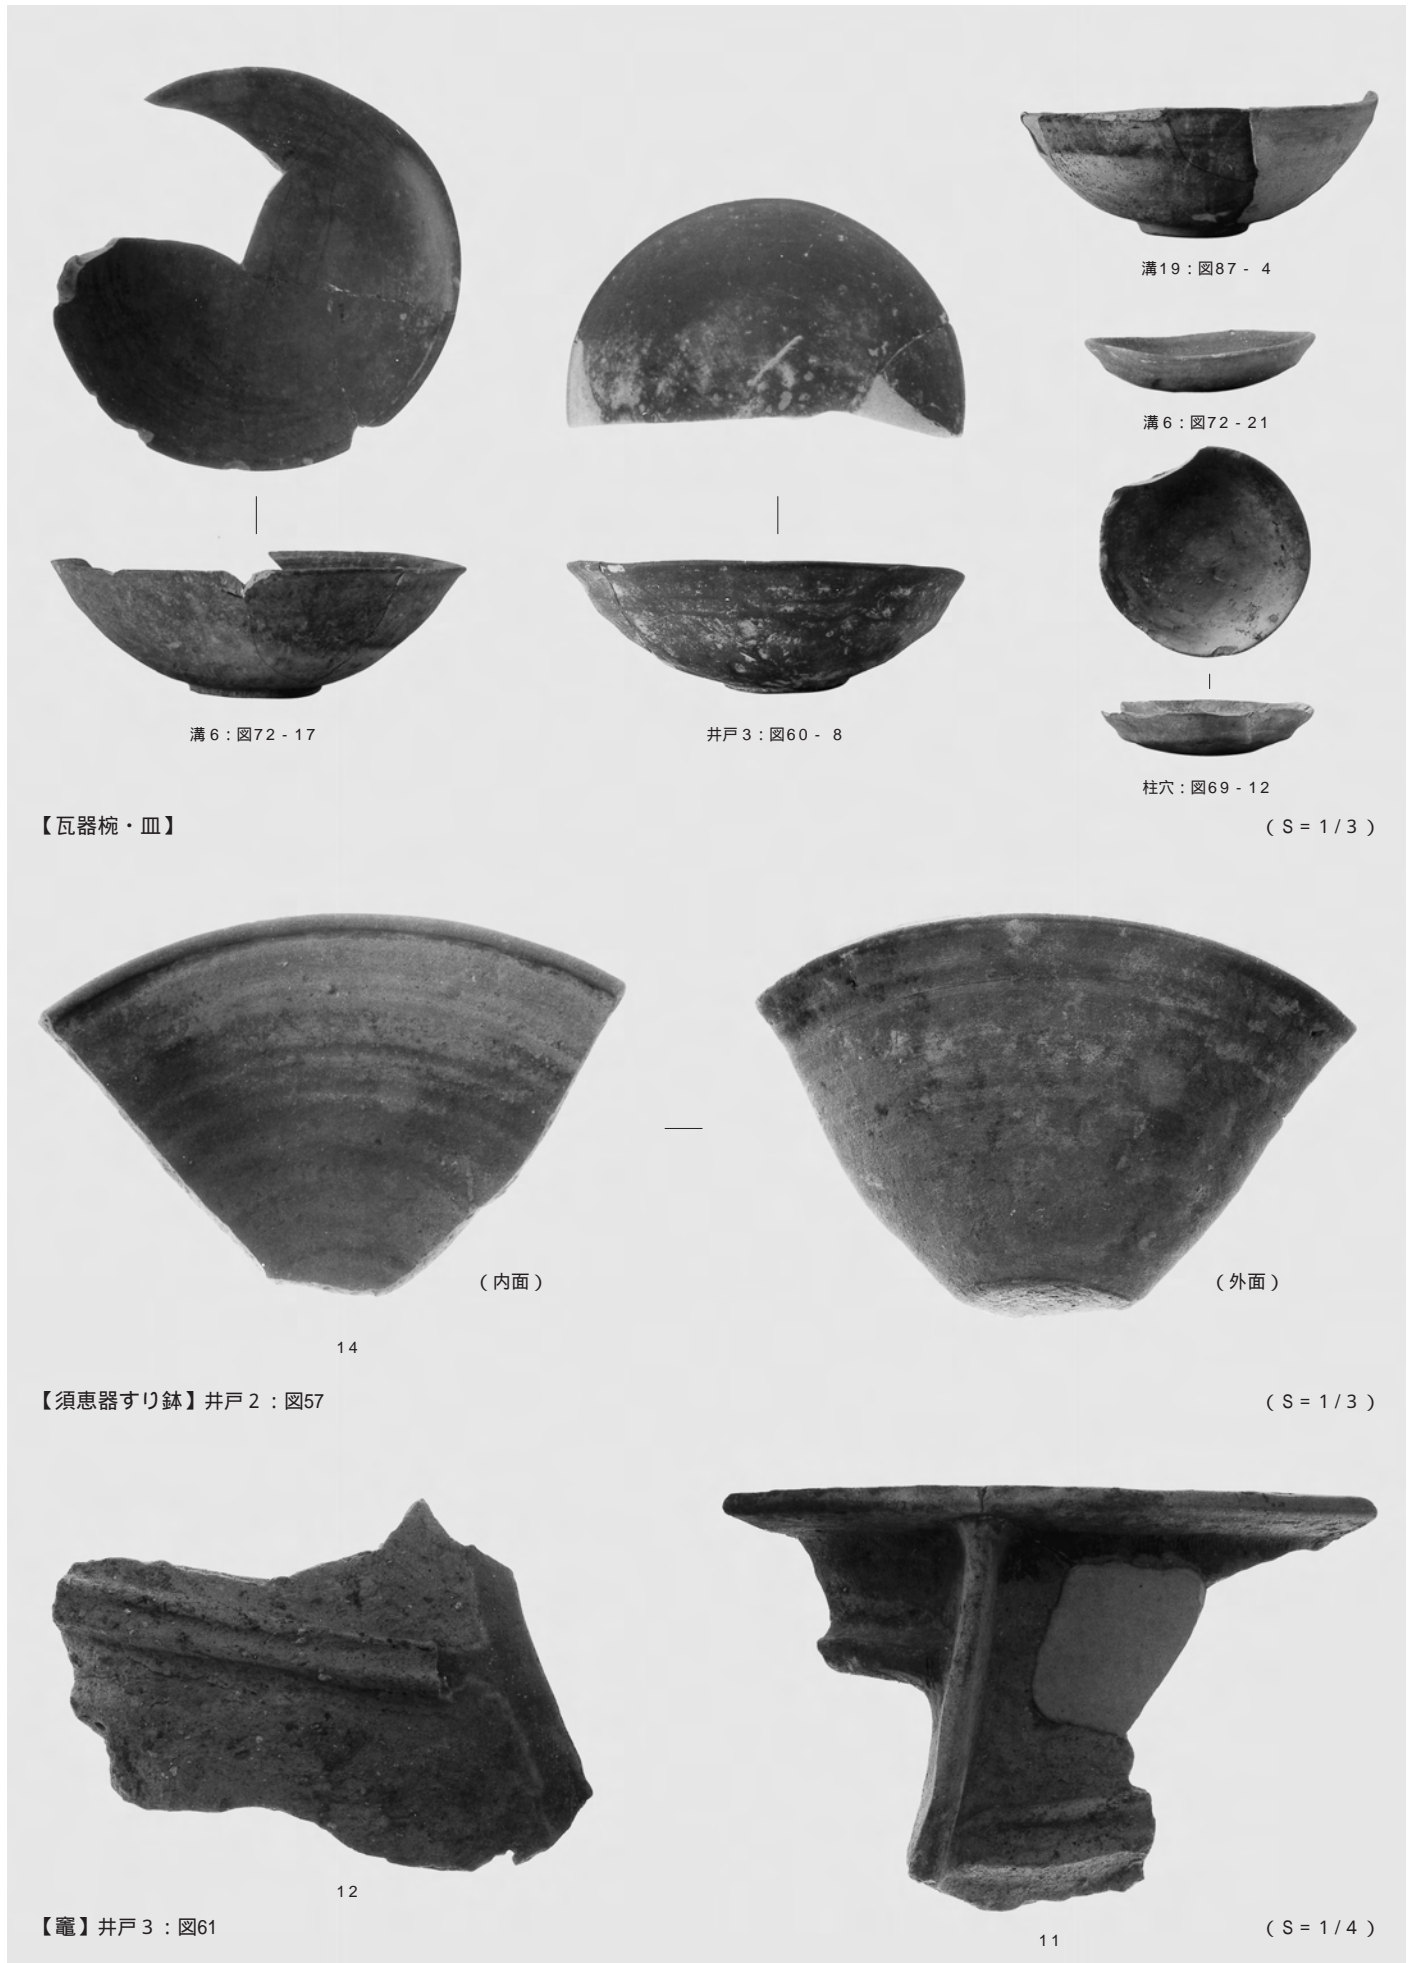 溝19：図87 - 4
溝6：図72 - 21
溝6：図72 - 17
井戸3：図60 - 8
柱穴：図69 - 12
【瓦器椀・皿】
（S＝1/3）
（内面）
（外面）
14
【須恵器すり鉢】井戸2：図57
（S＝1/3）
12
【竈】井戸3：図61
11
（S＝1/4）